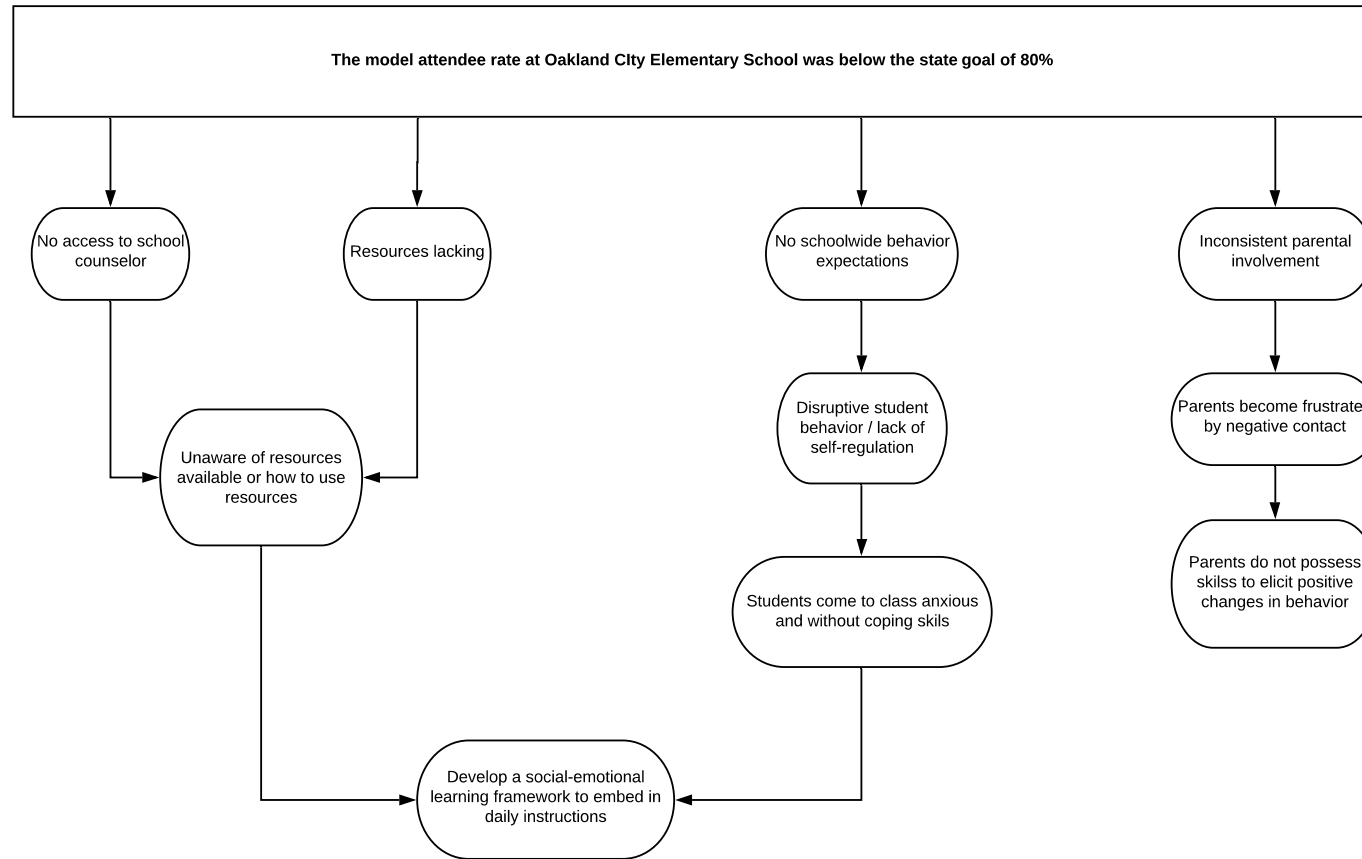 The model attendee rate at Oakland CIty Elementary School was below the state goal of 80%
No access to school
counselor
Resources lacking
No schoolwide behavior
expectations
Inconsistent parental
involvement
Unaware of resources
available or how to use
resources
Disruptive student
behavior / lack of
self-regulation
Parents become frustrate
by negative contact
Students come to class anxious
and without coping skils
Parents do not possess
skilss to elicit positive
changes in behavior
Develop a social-emotional
learning framework to embed in
daily instructions